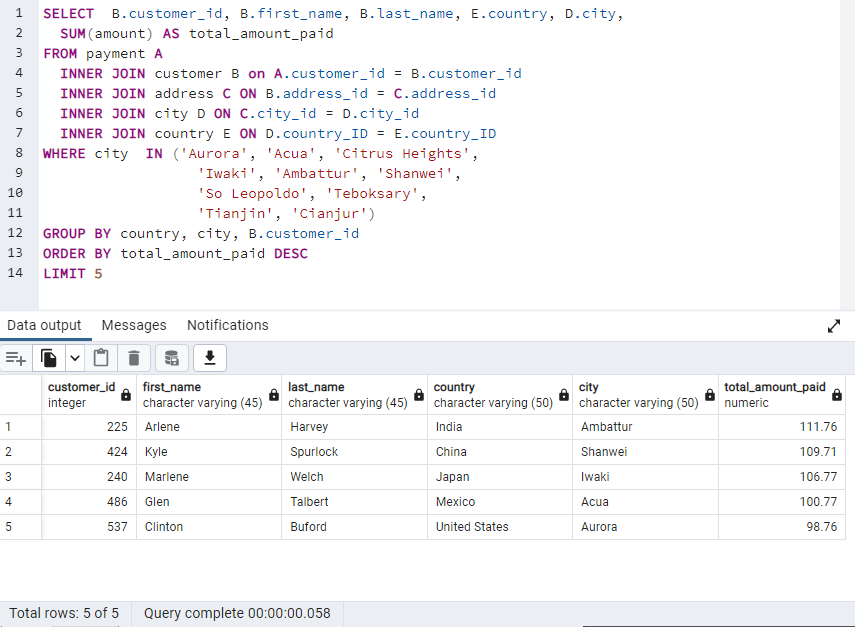 1 SELECT B.customer_id, B.first_name, B.last_name, E.country, D.city,
2 SUM(amount) AS total_amount_paid
3 FROM payment A
4 INNER JOIN customer B on A.customer_id = B.customer_id
5 INNER JOIN address C ON B.address_id = C.address_id
6 INNER JOIN city D ON C.city_id = D.city_id
7 INNER JOIN country E ON D.country_ID = E.country_ID
8 WHERE city IN ('Aurora', 'Acua', 'Citrus Heights',
9 'Iwaki', 'Ambattur', 'Shanwei',
10 'So Leopoldo', 'Teboksary',
11 'Tianjin', 'Cianjur')
12 GROUP BY country, city, B.customer_id
13 ORDER BY total_amount_paid DESC
14 LIMIT 5
Data output Messages Notifications
customer_id first_name last_name country city total_amount_paid
integer character varying (45) character varying (45) character varying (50) character varying (50) numeric
1 225 Arlene Harvey India Ambattur 111.76
2 424 Kyle Spurlock China Shanwei 109.71
3 240 Marlene Welch Japan Iwaki 106.77
4 486 Glen Talbert Mexico Acua 100.77
5 537 Clinton Buford United States Aurora 98.76
Total rows: 5 of 5 Query complete 00:00:00.058